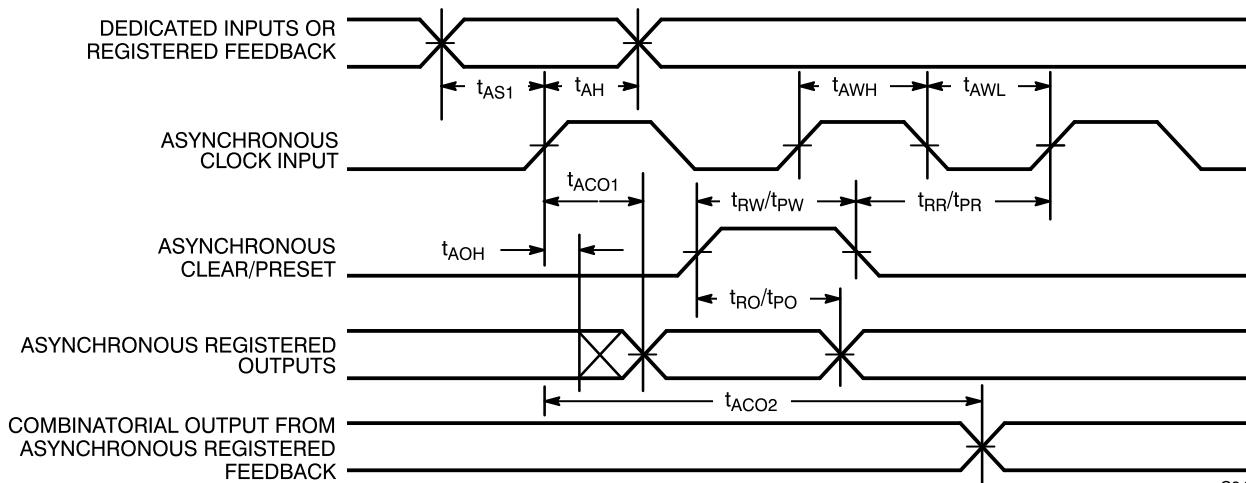 DEDICATED INPUTS OR
REGISTERED FEEDBACK
tAS1
tAH
tAWH
tAWL
ASYNCHRONOUS
CLOCK INPUT
tACO1
tRW/tPW
tRR/tPR
ASYNCHRONOUS
CLEAR/PRESET
tAOH
tRO/tPO
ASYNCHRONOUS REGISTERED
OUTPUTS
tACO2
COMBINATORIAL OUTPUT FROM
ASYNCHRONOUS REGISTERED
FEEDBACK